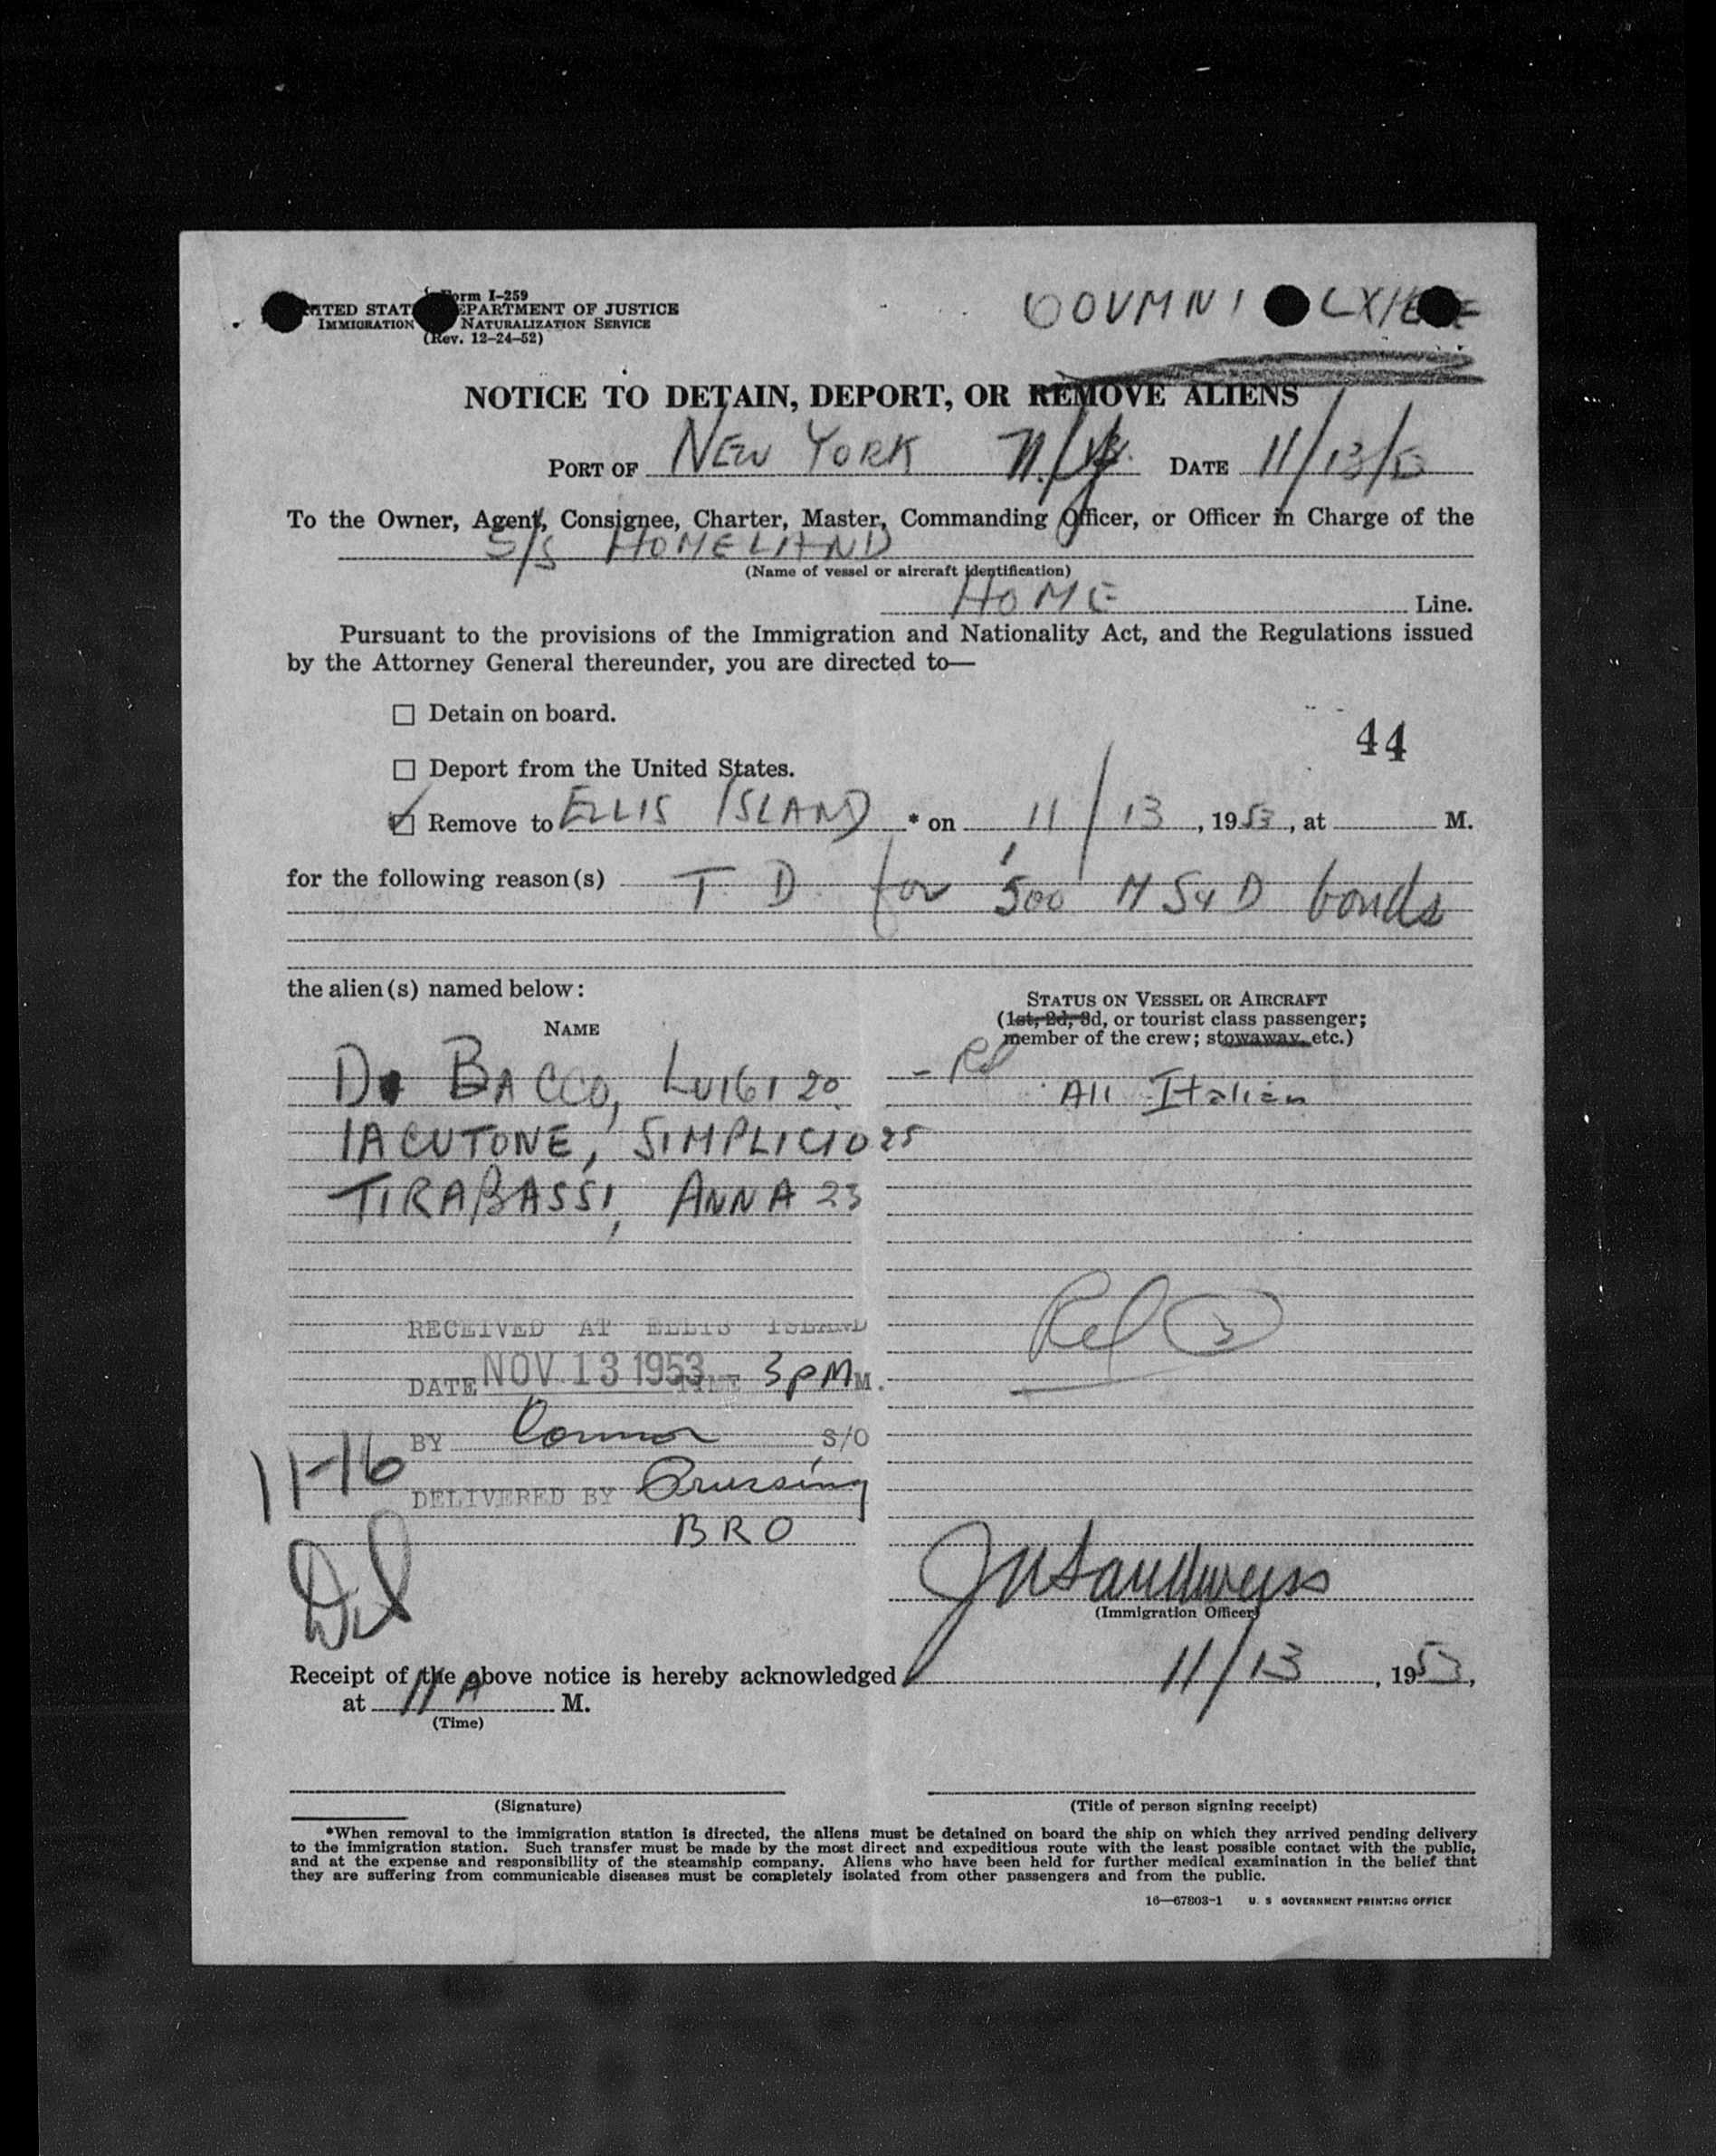 Form I-259
UNITED STATES DEPARTMENT OF JUSTICE
IMMIGRATION NATURALIZATION SERVICE
(Rev. 12-24-52)
NOTICE TO DETAIN, DEPORT, OR REMOVE ALIENS
PORT OF NEW YORK N.Y. DATE 11/13/53
To the Owner, Agent, Consignee, Charter, Master, Commanding Officer, or Officer in Charge of the
S/S HOMELAND
(Name of vessel or aircraft identification)
HOME Line.
Pursuant to the provisions of the Immigration and Nationality Act, and the Regulations issued
by the Attorney General thereunder, you are directed to—
☐ Detain on board.
44
☐ Deport from the United States.
☑ Remove to ELLIS ISLAND * on 11/13, 1953, at M.
for the following reason(s) T. D. for 500 M S & D bonds
the alien(s) named below:
NAME
STATUS ON VESSEL OR AIRCRAFT
(1st, 2d, 3d, or tourist class passenger;
member of the crew; stowaway, etc.)
Di BACCO, LUIGI 20 - Rel
All Italian
IACUTONE, SIMPLICIO 25
TIRABASSI, ANNA 23
Rel 3
RECEIVED AT ELLIS ISLAND
DATE NOV. 13 1953 TIME 3 PM M.
BY Connor S/O
11-16
DELIVERED BY
BRO
JW Sandweiss
(Immigration Officer)
Receipt of the above notice is hereby acknowledged 11/13, 1953,
at 11 A M.
(Time)
(Signature) (Title of person signing receipt)
*When removal to the immigration station is directed, the aliens must be detained on board the ship on which they arrived pending delivery
to the immigration station. Such transfer must be made by the most direct and expeditious route with the least possible contact with the public,
and at the expense and responsibility of the steamship company. Aliens who have been held for further medical examination in the belief that
they are suffering from communicable diseases must be completely isolated from other passengers and from the public.
16—67803-1 U. S GOVERNMENT PRINTING OFFICE